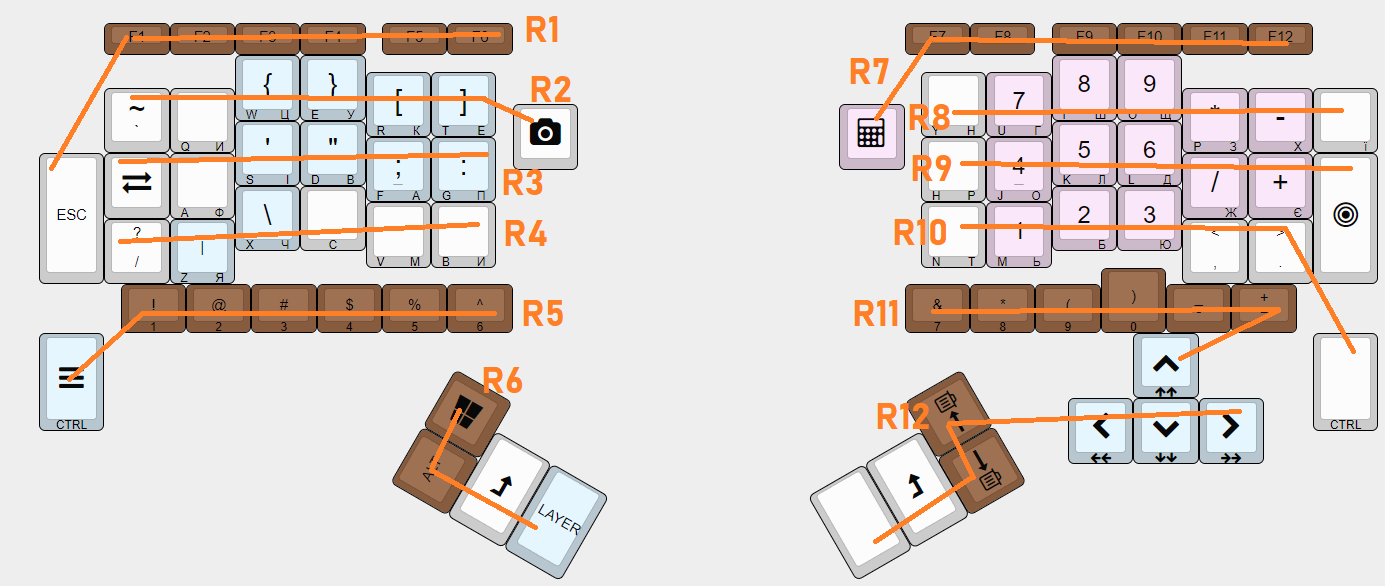 F1 F2 F3 F4 F5 F6 R1 F7 F8 F9 F10 F11 F12
R7 R2
{ } [ ] 8 9
~ ` W Ц E У R К T Е R8 Y Н 7 U Г I Ш O Щ * - Ї
Q И P З X
' " ; : R9 4 5 6 / +
S І D В F А G П R3 H Р J О K Л L Д Ж Є
ESC A Ф
\ R4 R10 1 2 3 < >
? / | X Ч C V М B И N Т M Ь Б Ю , .
Z Я
! @ # $ % ^ R5 R11 & * ( ) _ +
1 2 3 4 5 6 7 8 9 0
CTRL R6 R12 CTRL
LAYER